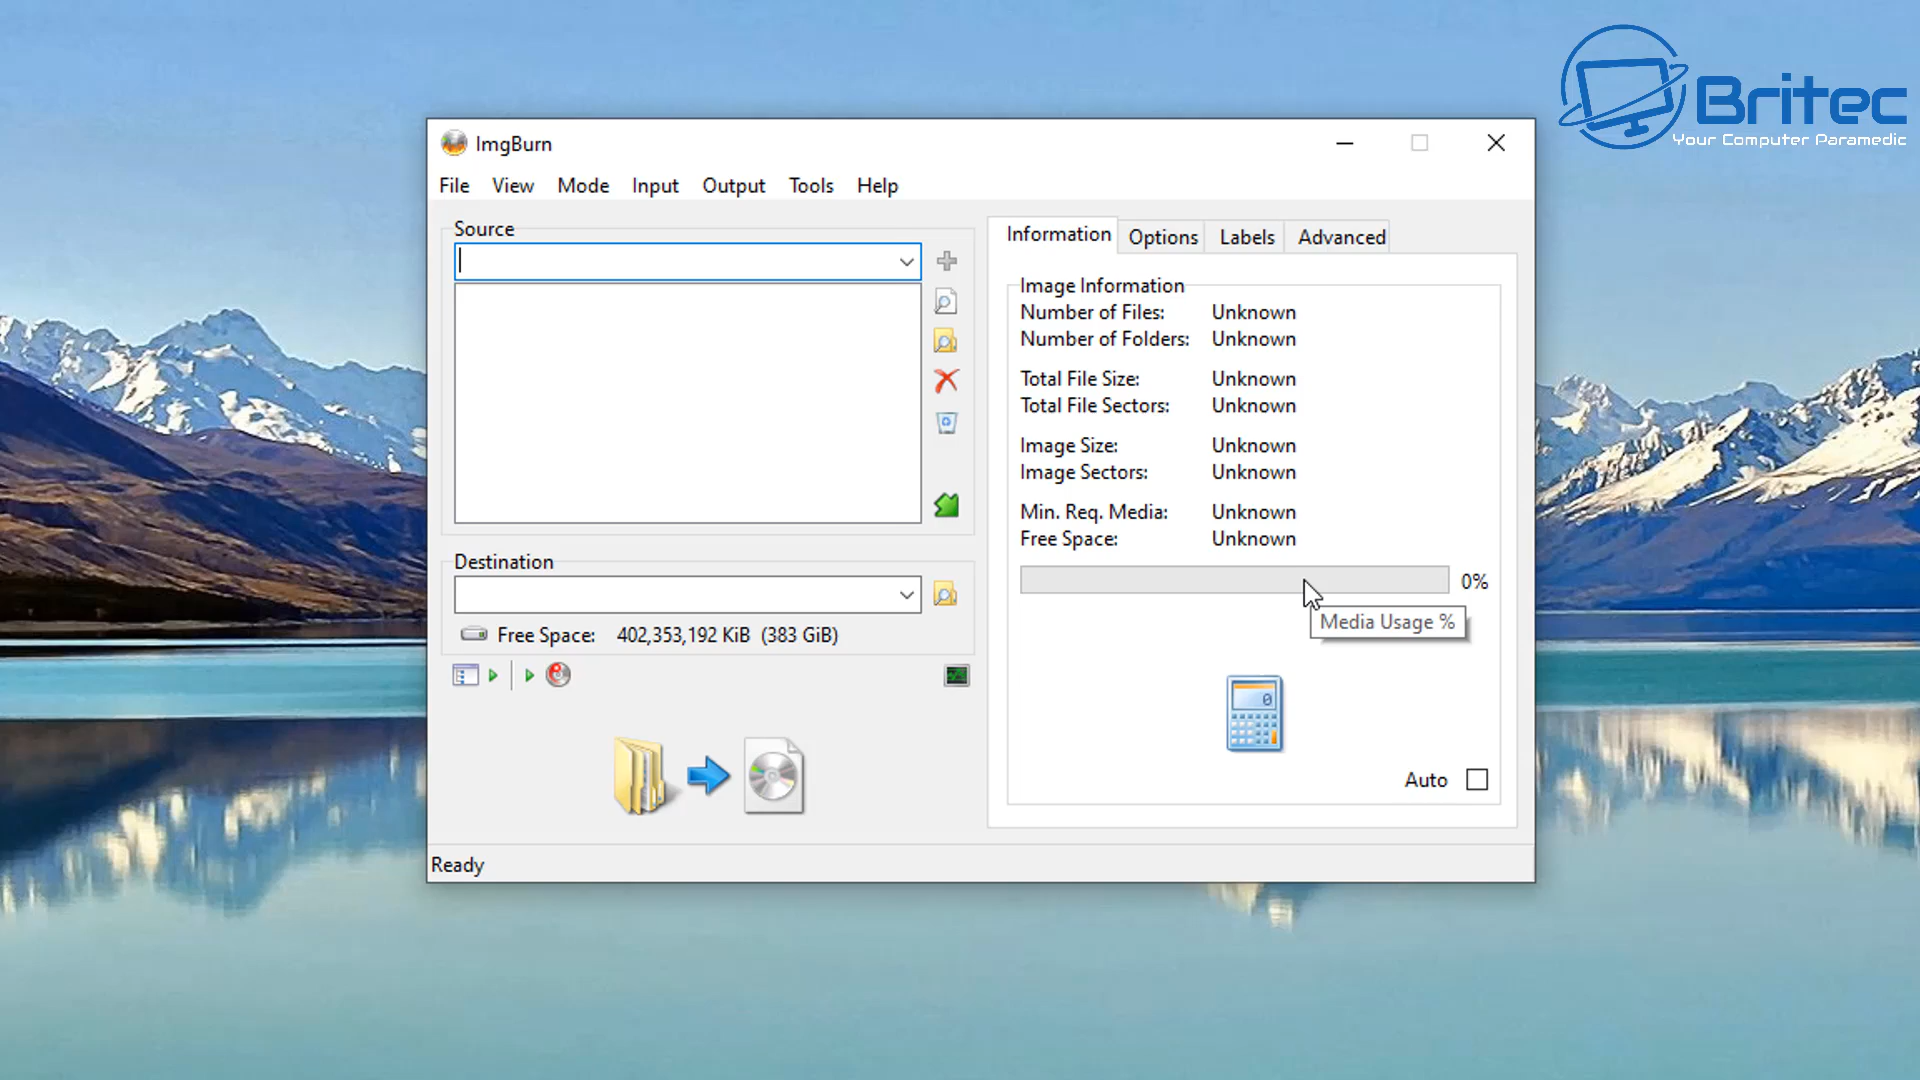 Britec
Your Computer Paramedic
ImgBurn
File View Mode Input Output Tools Help
Source
Information Options Labels Advanced
Image Information
Number of Files: Unknown
Number of Folders: Unknown
Total File Size: Unknown
Total File Sectors: Unknown
Image Size: Unknown
Image Sectors: Unknown
Min. Req. Media: Unknown
Free Space: Unknown
0%
Media Usage %
Destination
Free Space: 402,353,192 KiB (383 GiB)
0
Auto
Ready